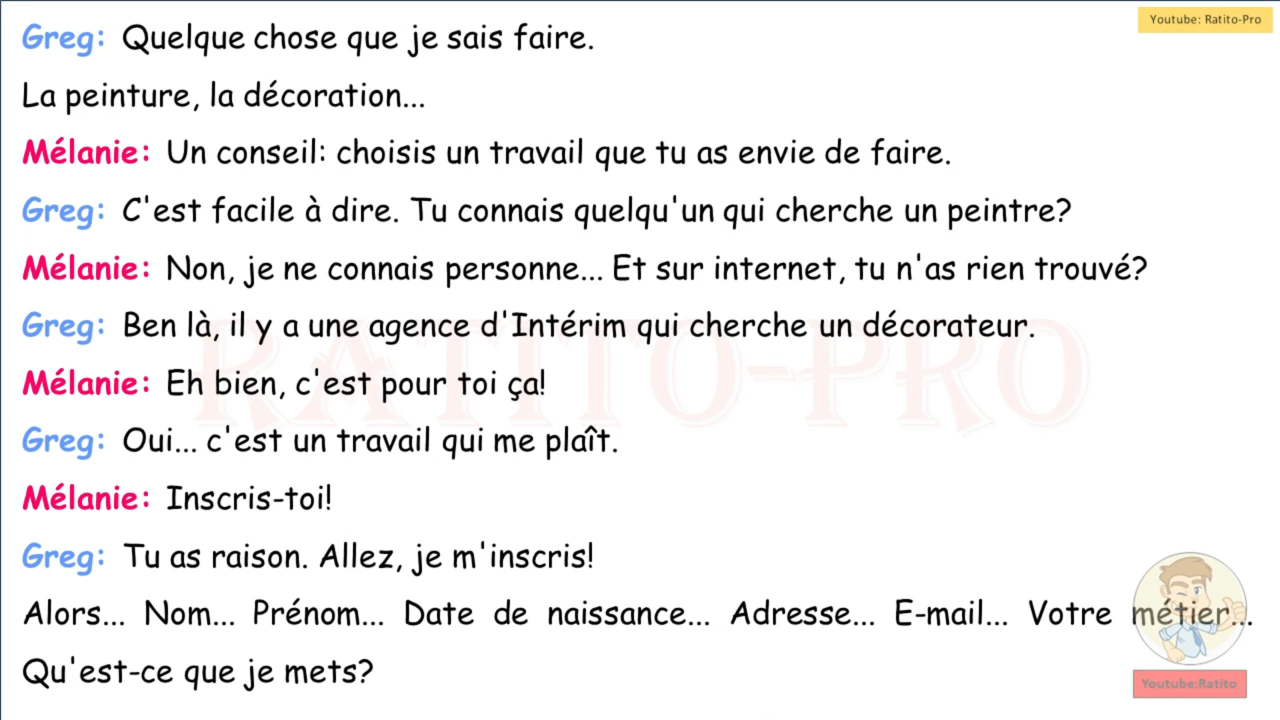 Youtube: Ratito-Pro
Greg: Quelque chose que je sais faire.
La peinture, la décoration...
Mélanie: Un conseil: choisis un travail que tu as envie de faire.
Greg: C'est facile à dire. Tu connais quelqu'un qui cherche un peintre?
Mélanie: Non, je ne connais personne... Et sur internet, tu n'as rien trouvé?
Greg: Ben là, il y a une agence d'Intérim qui cherche un décorateur.
RATITO-PRO
Mélanie: Eh bien, c'est pour toi ça!
Greg: Oui... c'est un travail qui me plaît.
Mélanie: Inscris-toi!
Greg: Tu as raison. Allez, je m'inscris!
Alors... Nom... Prénom... Date de naissance... Adresse... E-mail... Votre métier...
Qu'est-ce que je mets?
Youtube:Ratito